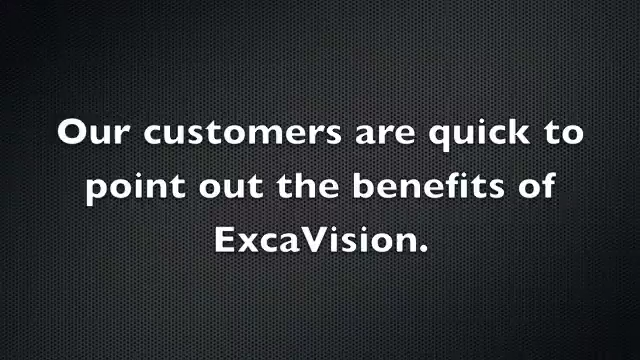 Our customers are quick to
point out the benefits of
ExcaVision.